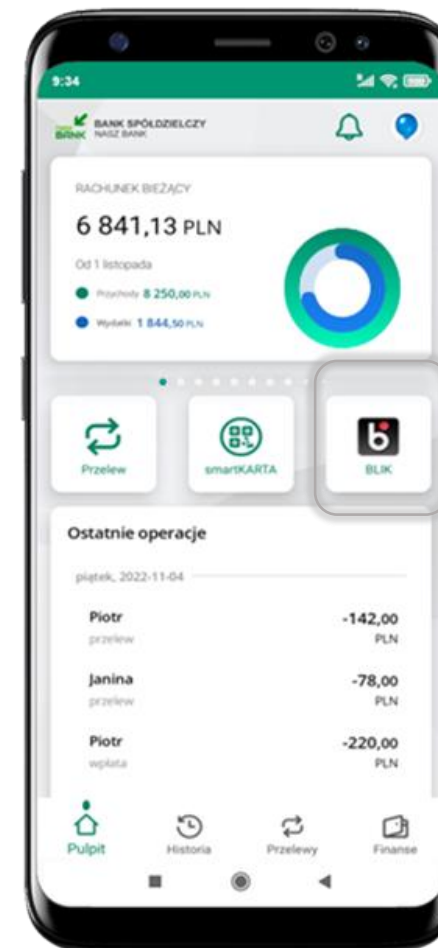 9:34
BANK SPÓŁDZIELCZY
BANK NASZ BANK
RACHUNEK BIEŻĄCY
6 841,13 PLN
Od 1 listopada
Przychody 8 250,00 PLN
Wydatki 1 844,50 PLN
Przelew smartKARTA BLIK
Ostatnie operacje
piątek, 2022-11-04
Piotr -142,00
przelew PLN
Janina -78,00
przelew PLN
Piotr -220,00
wpłata PLN
Pulpit Historia Przelewy Finanse